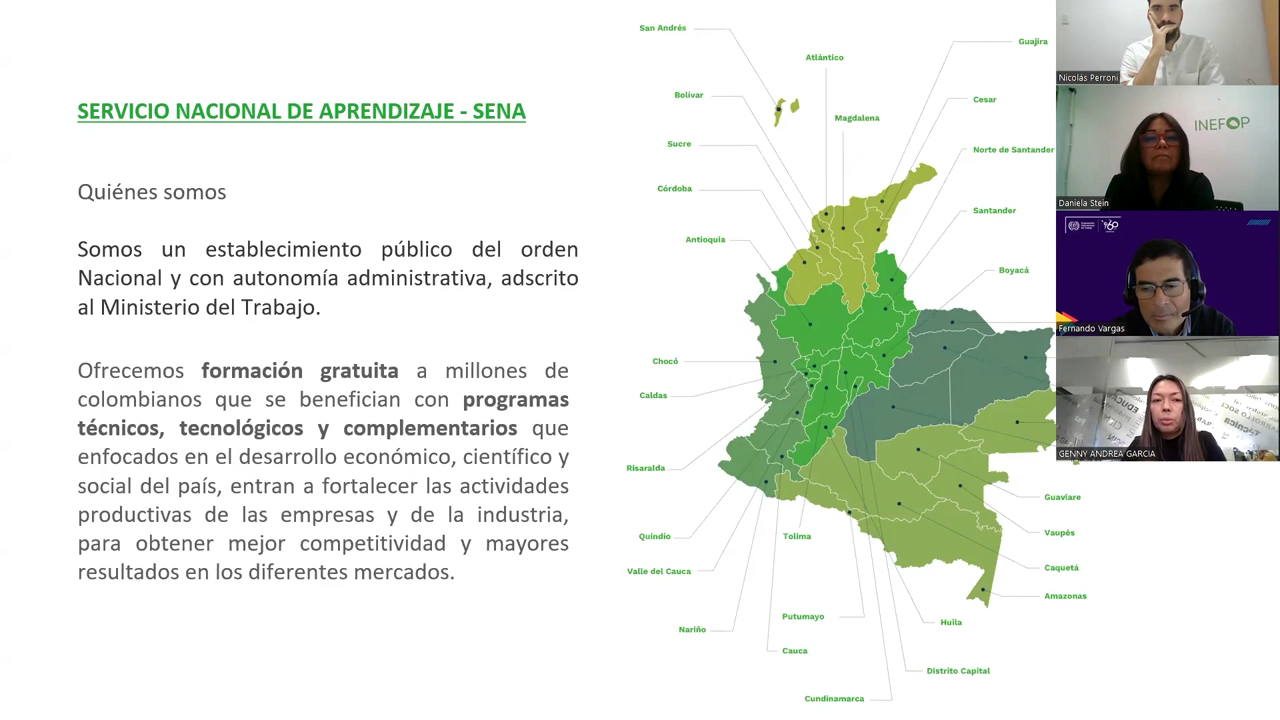 SERVICIO NACIONAL DE APRENDIZAJE - SENA
Quiénes somos
Somos un establecimiento público del orden
Nacional y con autonomía administrativa, adscrito
al Ministerio del Trabajo.
Ofrecemos formación gratuita a millones de
colombianos que se benefician con programas
técnicos, tecnológicos y complementarios que
enfocados en el desarrollo económico, científico y
social del país, entran a fortalecer las actividades
productivas de las empresas y de la industria,
para obtener mejor competitividad y mayores
resultados en los diferentes mercados.
San Andrés
Atlántico
Guajira
Bolívar
Cesar
Magdalena
Sucre
Norte de Santander
Córdoba
Santander
Antioquia
Boyacá
Chocó
Caldas
Risaralda
Guaviare
Quindío
Tolima
Vaupés
Valle del Cauca
Caquetá
Amazonas
Putumayo
Huila
Nariño
Cauca
Distrito Capital
Cundinamarca
Nicolás Perroni
INEFOP
Daniela Stein
Fernando Vargas
GENNY ANDREA GARCIA